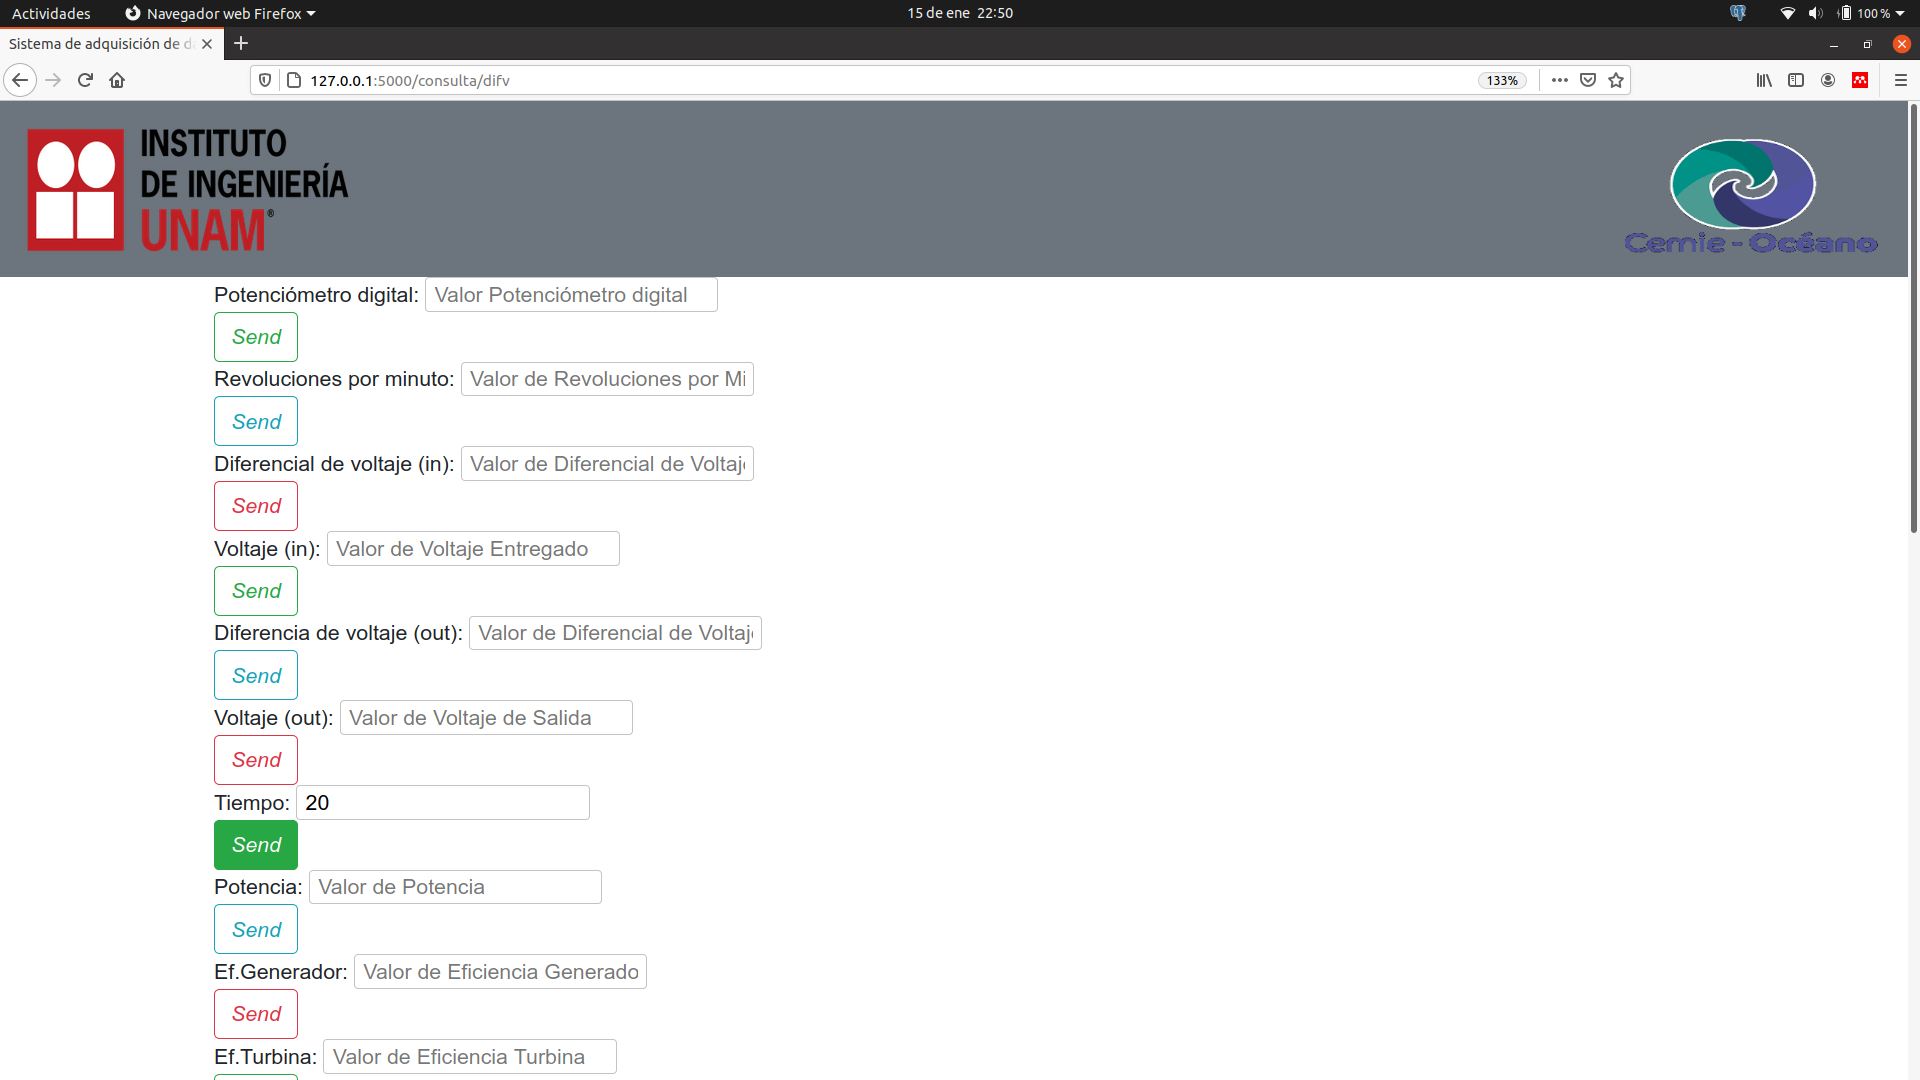 Actividades Navegador web Firefox 15 de ene 22:50 100 %
Sistema de adquisición de d
127.0.0.1:5000/consulta/difv 133%
INSTITUTO
DE INGENIERÍA
UNAM®
Cemie - Océano
Potenciómetro digital: Valor Potenciómetro digital
Send
Revoluciones por minuto: Valor de Revoluciones por Mi
Send
Diferencial de voltaje (in): Valor de Diferencial de Voltaje
Send
Voltaje (in): Valor de Voltaje Entregado
Send
Diferencia de voltaje (out): Valor de Diferencial de Voltaje
Send
Voltaje (out): Valor de Voltaje de Salida
Send
Tiempo: 20
Send
Potencia: Valor de Potencia
Send
Ef.Generador: Valor de Eficiencia Generado
Send
Ef.Turbina: Valor de Eficiencia Turbina